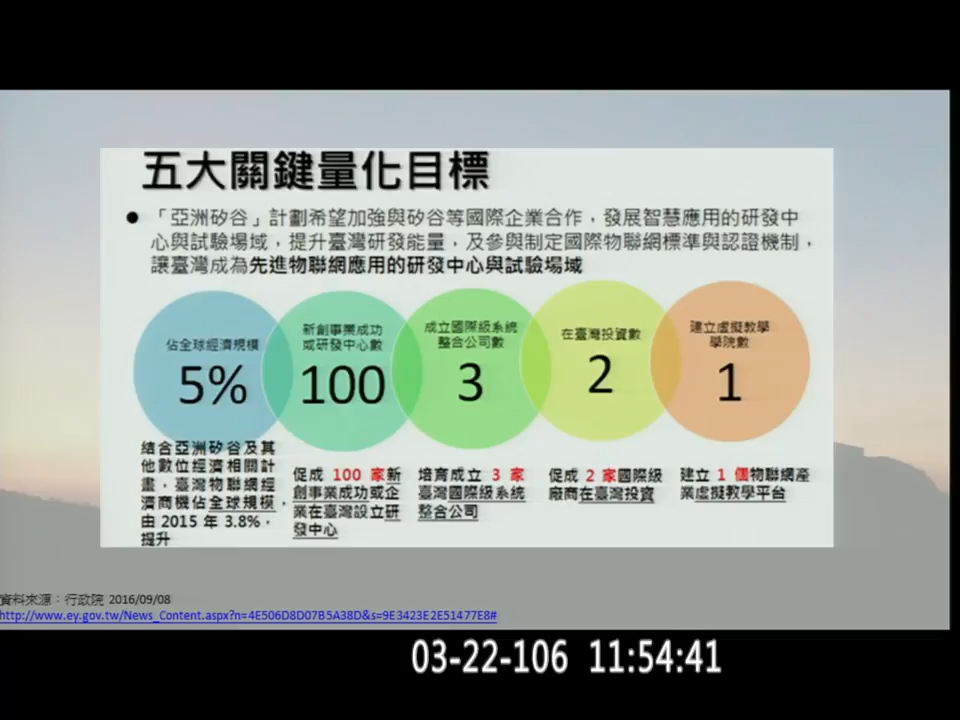 五大關鍵量化目標
● 「亞洲矽谷」計劃希望加強與矽谷等國際企業合作，發展智慧應用的研發中
心與試驗場域，提升臺灣研發能量，及參與制定國際物聯網標準與認證機制，
讓臺灣成為先進物聯網應用的研發中心與試驗場域
佔全球經濟規模
5%
新創事業成功
或研發中心數
100
成立國際級系統
整合公司數
3
在臺灣投資數
2
建立虛擬教學
學院數
1
結合亞洲矽谷及其
他數位經濟相關計
畫，臺灣物聯網經
濟商機佔全球規模，
由 2015 年 3.8%，
提升
促成 100 家新
創事業成功或企
業在臺灣設立研
發中心
培育成立 3 家
臺灣國際級系統
整合公司
促成 2 家國際級
廠商在臺灣投資
建立 1 個物聯網產
業虛擬教學平台
資料來源：行政院 2016/09/08
http://www.ey.gov.tw/News_Content.aspx?n=4E506D8D07B5A38D&s=9E3423E2E51477E8#
03-22-106 11:54:41